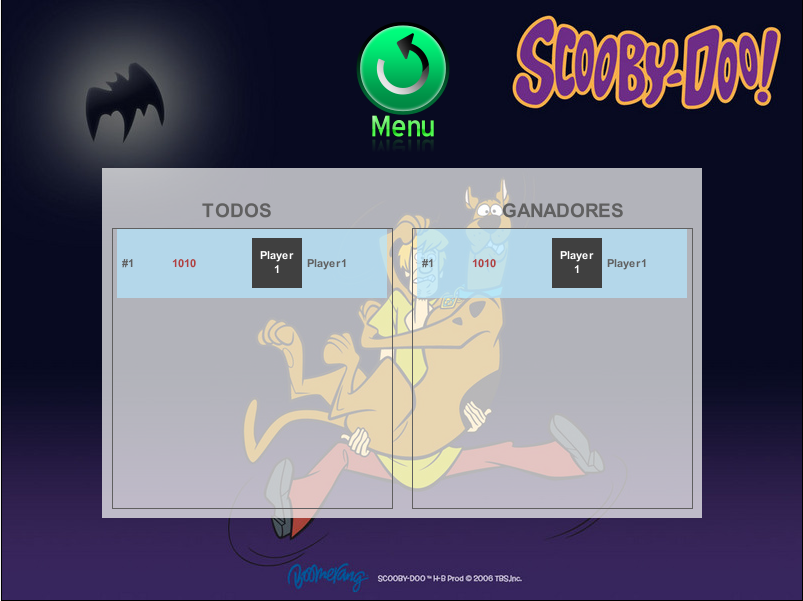 SCOOBY-DOO!
Menu
TODOS
GANADORES
#1 1010 Player 1 Player1
#1 1010 Player 1 Player1
Boomerang
SCOOBY-DOO ™ H-B Prod © 2006 TBS,Inc.